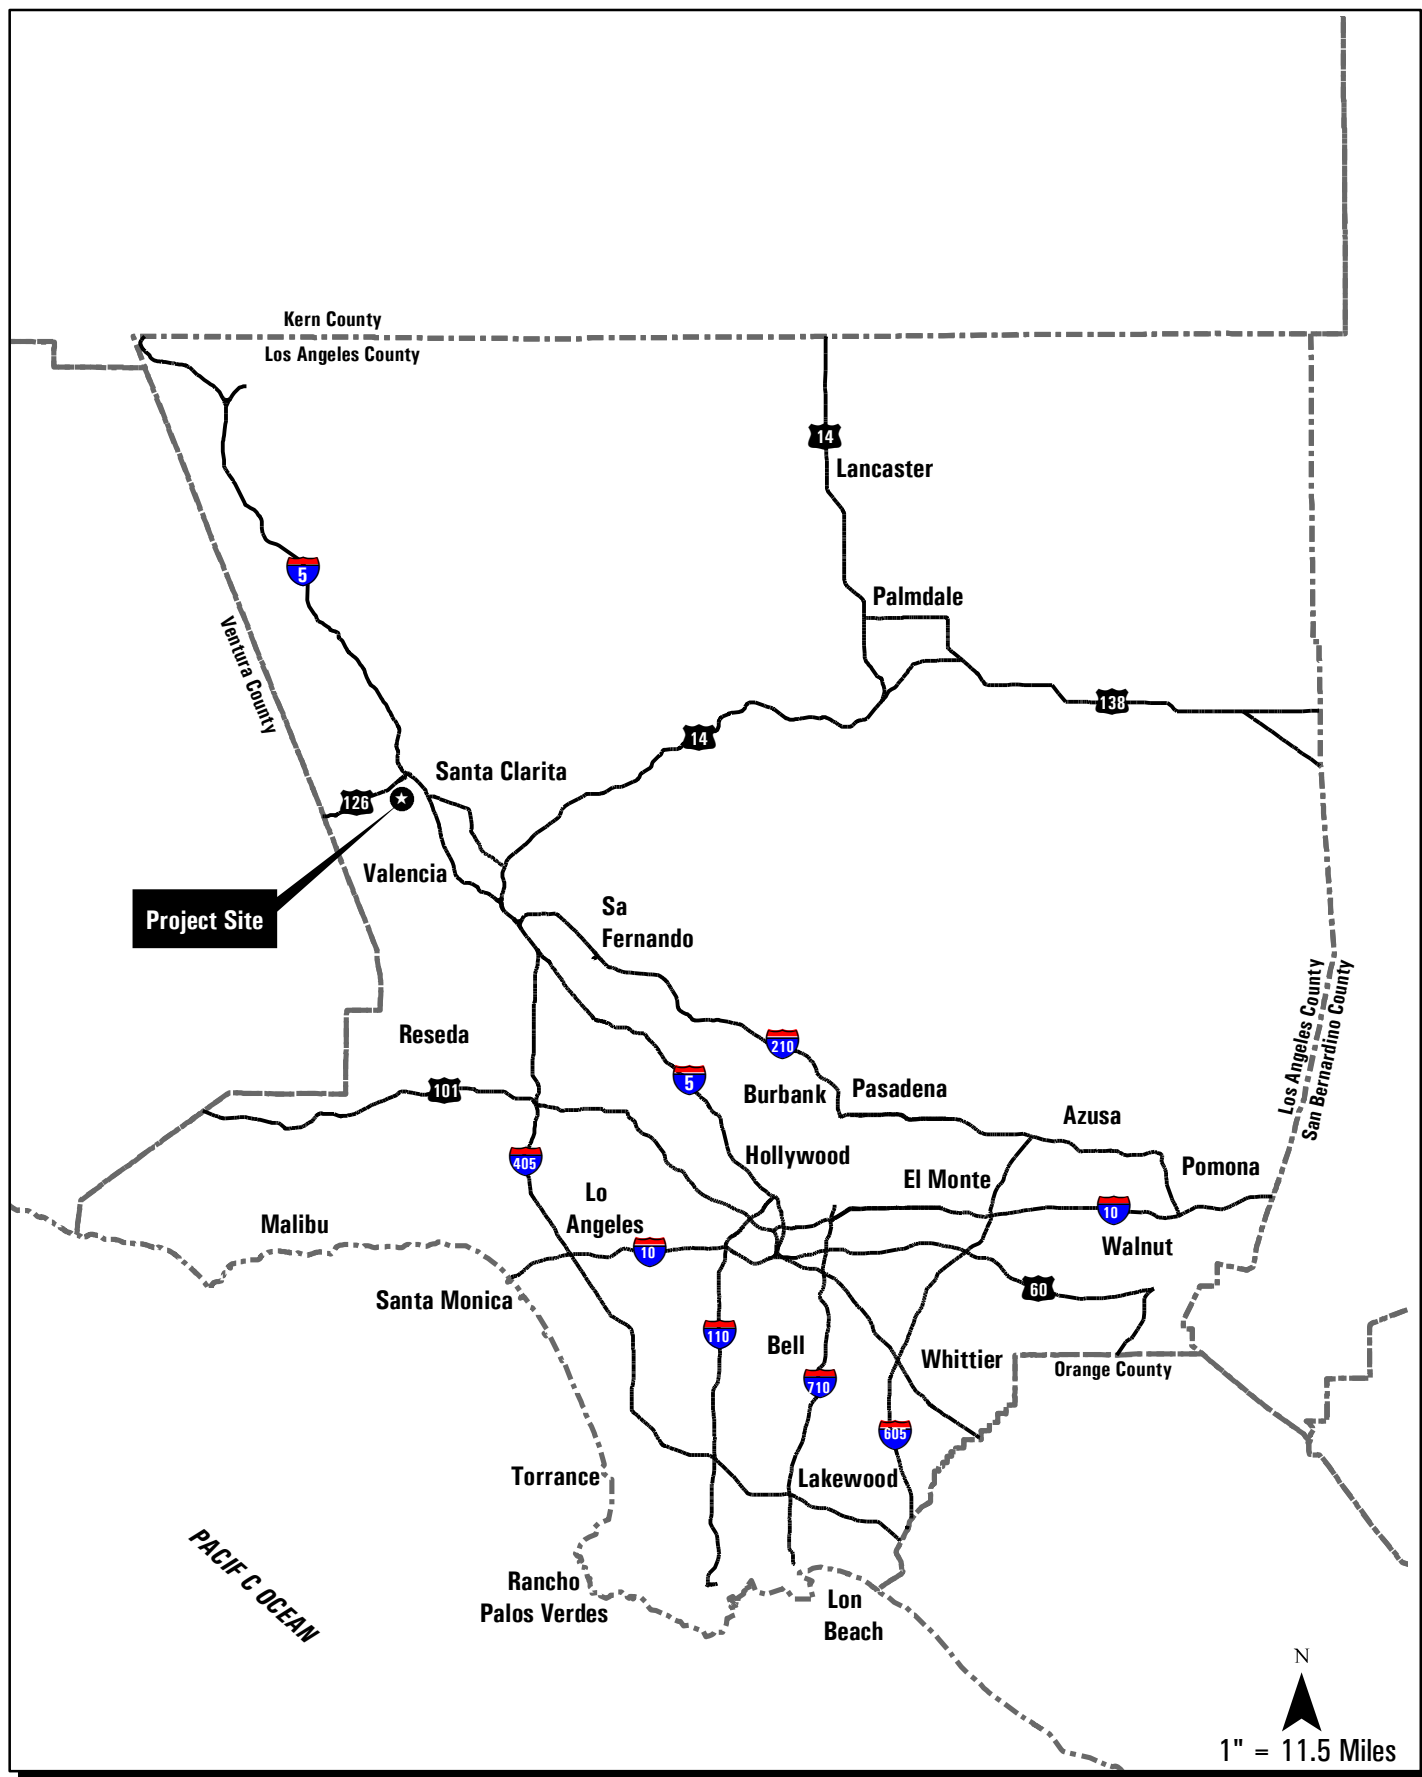 Kern County
Los Angeles County
14
Lancaster
5
Palmdale
Ventura County
138
14
Santa Clarita
126
Valencia
Project Site
Sa
Fernando
Los Angeles County
San Bernardino County
Reseda
210
5
101
Burbank
Pasadena
Azusa
405
Hollywood
El Monte
Pomona
Lo
Angeles
Malibu
10
10
Walnut
Santa Monica
60
110
Bell
Whittier
Orange County
710
605
Torrance
Lakewood
PACIF C OCEAN
Rancho
Palos Verdes
Lon
Beach
N
1" = 11.5 Miles